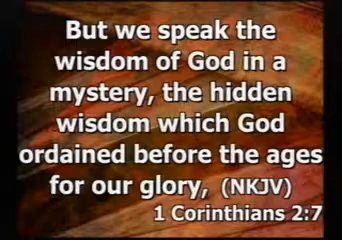 But we speak the
wisdom of God in a
mystery, the hidden
wisdom which God
ordained before the ages
for our glory, (NKJV)
1 Corinthians 2:7